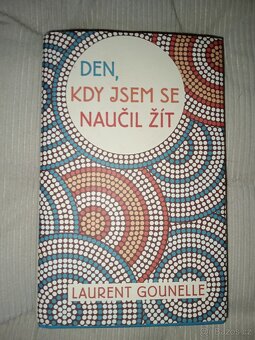 DEN,
KDY JSEM SE
NAUČIL ŽÍT
LAURENT GOUNELLE